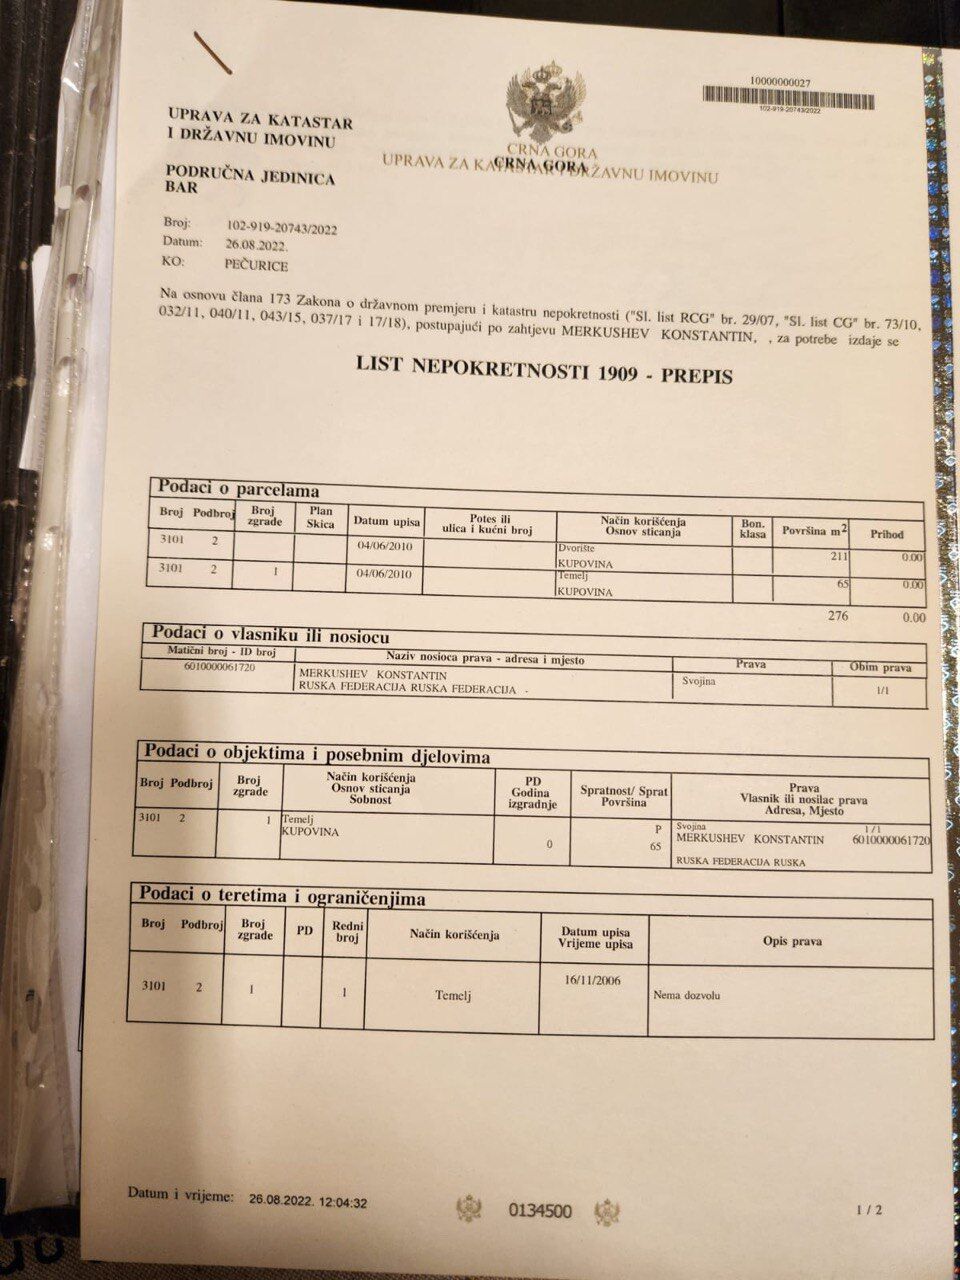 UPRAVA ZA KATASTAR
I DRŽAVNU IMOVINU
PODRUČNA JEDINICA
BAR
CRNA GORA
UPRAVA ZA KATASTAR I DRŽAVNU IMOVINU
CRNA GORA
10000000027
102-919-20743/2022
Broj: 102-919-20743/2022
Datum: 26.08.2022.
KO: PEČURICE
Na osnovu člana 173 Zakona o državnom premjeru i katastru nepokretnosti ("Sl. list RCG" br. 29/07, "Sl. list CG" br. 73/10,
032/11, 040/11, 043/15, 037/17 i 17/18), postupajući po zahtjevu MERKUSHEV KONSTANTIN, , za potrebe izdaje se
LIST NEPOKRETNOSTI 1909 - PREPIS
Podaci o parcelama
Broj Podbroj Broj zgrade Plan Skica Datum upisa Potes ili ulica i kućni broj Način korišćenja Osnov sticanja Bon. klasa Površina m2 Prihod
3101 2 04/06/2010 Dvorište KUPOVINA 211 0.00
3101 2 1 04/06/2010 Temelj KUPOVINA 65 0.00
276 0.00
Podaci o vlasniku ili nosiocu
Matični broj - ID broj Naziv nosioca prava - adresa i mjesto Prava Obim prava
6010000061720 MERKUSHEV KONSTANTIN Svojina 1/1
RUSKA FEDERACIJA RUSKA FEDERACIJA -
Podaci o objektima i posebnim djelovima
Broj Podbroj Broj zgrade Način korišćenja Osnov sticanja Sobnost PD Godina izgradnje Spratnost/ Sprat Površina Prava Vlasnik ili nosilac prava Adresa, Mjesto
3101 2 1 Temelj KUPOVINA 0 P 65 Svojina 1/1
MERKUSHEV KONSTANTIN 6010000061720
RUSKA FEDERACIJA RUSKA
Podaci o teretima i ograničenjima
Broj Podbroj Broj zgrade PD Redni broj Način korišćenja Datum upisa Vrijeme upisa Opis prava
3101 2 1 1 Temelj 16/11/2006 Nema dozvolu
Datum i vrijeme: 26.08.2022. 12:04:32
0134500
1 / 2